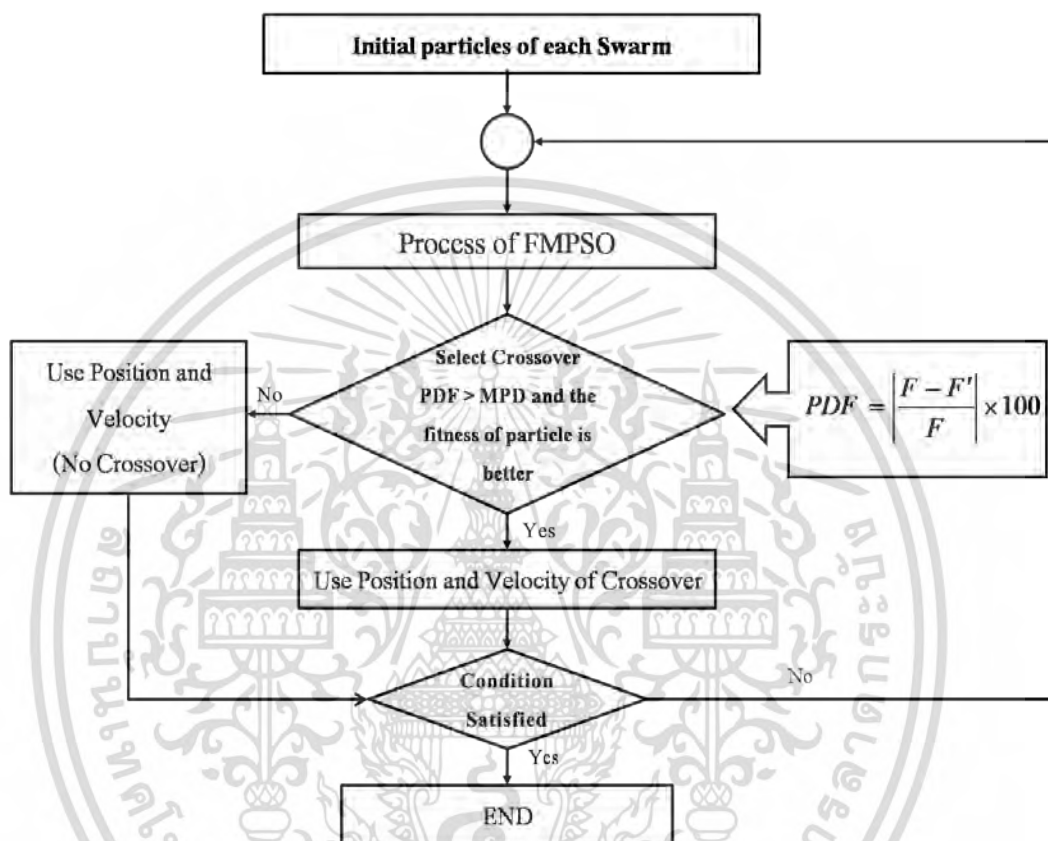 Initial particles of each Swarm
Process of FMPSO
Select Crossover
PDF > MPD and the
fitness of particle is
better
No
Use Position and
Velocity
(No Crossover)
PDF = |F − F' / F| × 100
Yes
Use Position and Velocity of Crossover
Condition
Satisfied
No
Yes
END